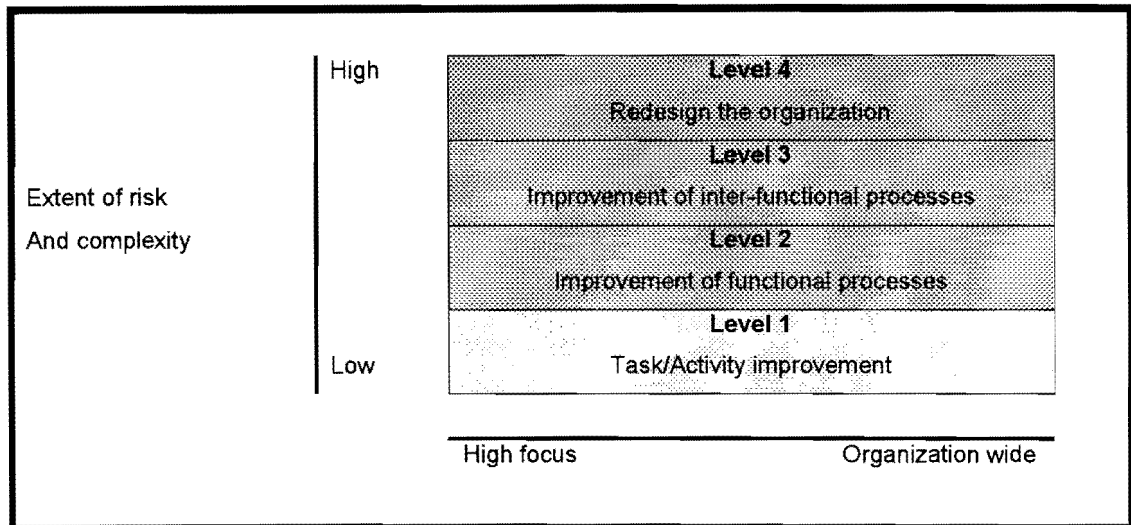 High
Level 4
Redesign the organization
Level 3
Extent of risk
Improvement of inter-functional processes
And complexity
Level 2
Improvement of functional processes
Level 1
Low
Task/Activity improvement
High focus
Organization wide